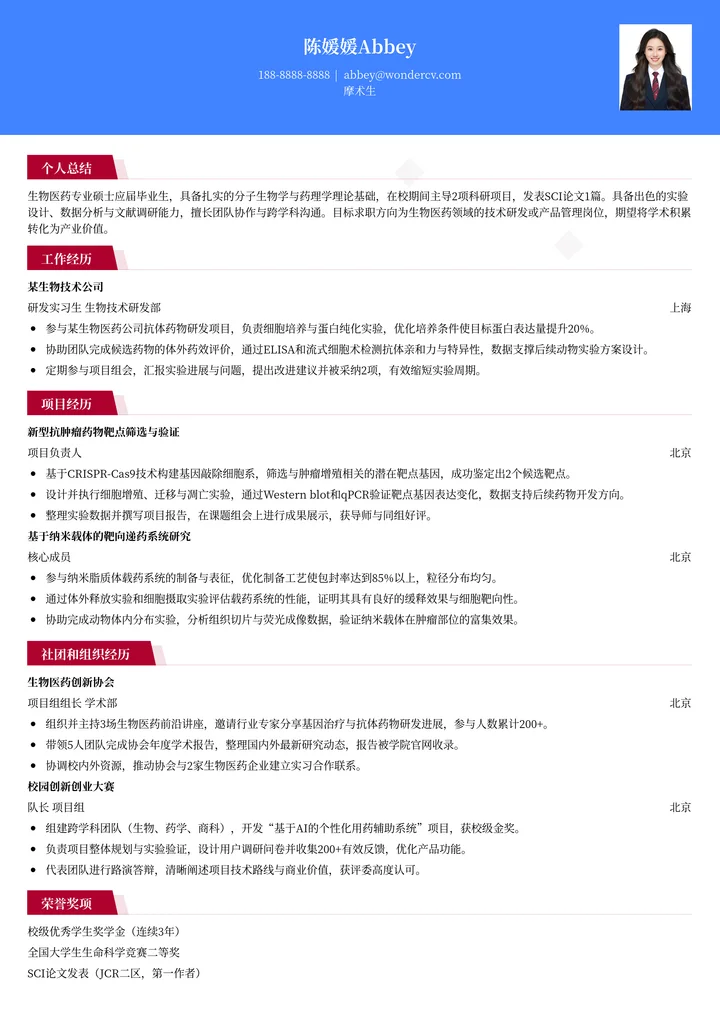 陈媛媛Abbey
188-8888-8888 | abbey@wondercv.com
摩术生
个人总结
生物医药专业硕士应届毕业生，具备扎实的分子生物学与药理学理论基础，在校期间主导2项科研项目，发表SCI论文1篇。具备出色的实验
设计、数据分析与文献调研能力，擅长团队协作与跨学科沟通。目标求职方向为生物医药领域的技术研发或产品管理岗位，期望将学术积累
转化为产业价值。
工作经历
某生物技术公司
研发实习生 生物技术研发部 上海
• 参与某生物医药公司抗体药物研发项目，负责细胞培养与蛋白纯化实验，优化培养条件使目标蛋白表达量提升20%。
• 协助团队完成候选药物的体外药效评价，通过ELISA和流式细胞术检测抗体亲和力与特异性，数据支撑后续动物实验方案设计。
• 定期参与项目组会，汇报实验进展与问题，提出改进建议并被采纳2项，有效缩短实验周期。
项目经历
新型抗肿瘤药物靶点筛选与验证
项目负责人 北京
• 基于CRISPR-Cas9技术构建基因敲除细胞系，筛选与肿瘤增殖相关的潜在靶点基因，成功鉴定出2个候选靶点。
• 设计并执行细胞增殖、迁移与凋亡实验，通过Western blot和qPCR验证靶点基因表达变化，数据支持后续药物开发方向。
• 整理实验数据并撰写项目报告，在课题组会上进行成果展示，获导师与同组好评。
基于纳米载体的靶向递药系统研究
核心成员 北京
• 参与纳米脂质体载药系统的制备与表征，优化制备工艺使包封率达到85%以上，粒径分布均匀。
• 通过体外释放实验和细胞摄取实验评估载药系统的性能，证明其具有良好的缓释效果与细胞靶向性。
• 协助完成动物体内分布实验，分析组织切片与荧光成像数据，验证纳米载体在肿瘤部位的富集效果。
社团和组织经历
生物医药创新协会
项目组组长 学术部 北京
• 组织并主持3场生物医药前沿讲座，邀请行业专家分享基因治疗与抗体药物研发进展，参与人数累计200+。
• 带领5人团队完成协会年度学术报告，整理国内外最新研究动态，报告被学院官网收录。
• 协调校内外资源，推动协会与2家生物医药企业建立实习合作联系。
校园创新创业大赛
队长 项目组 北京
• 组建跨学科团队（生物、药学、商科），开发“基于AI的个性化用药辅助系统”项目，获校级金奖。
• 负责项目整体规划与实验验证，设计用户调研问卷并收集200+有效反馈，优化产品功能。
• 代表团队进行路演答辩，清晰阐述项目技术路线与商业价值，获评委高度认可。
荣誉奖项
校级优秀学生奖学金（连续3年）
全国大学生生命科学竞赛二等奖
SCI论文发表（JCR二区，第一作者）